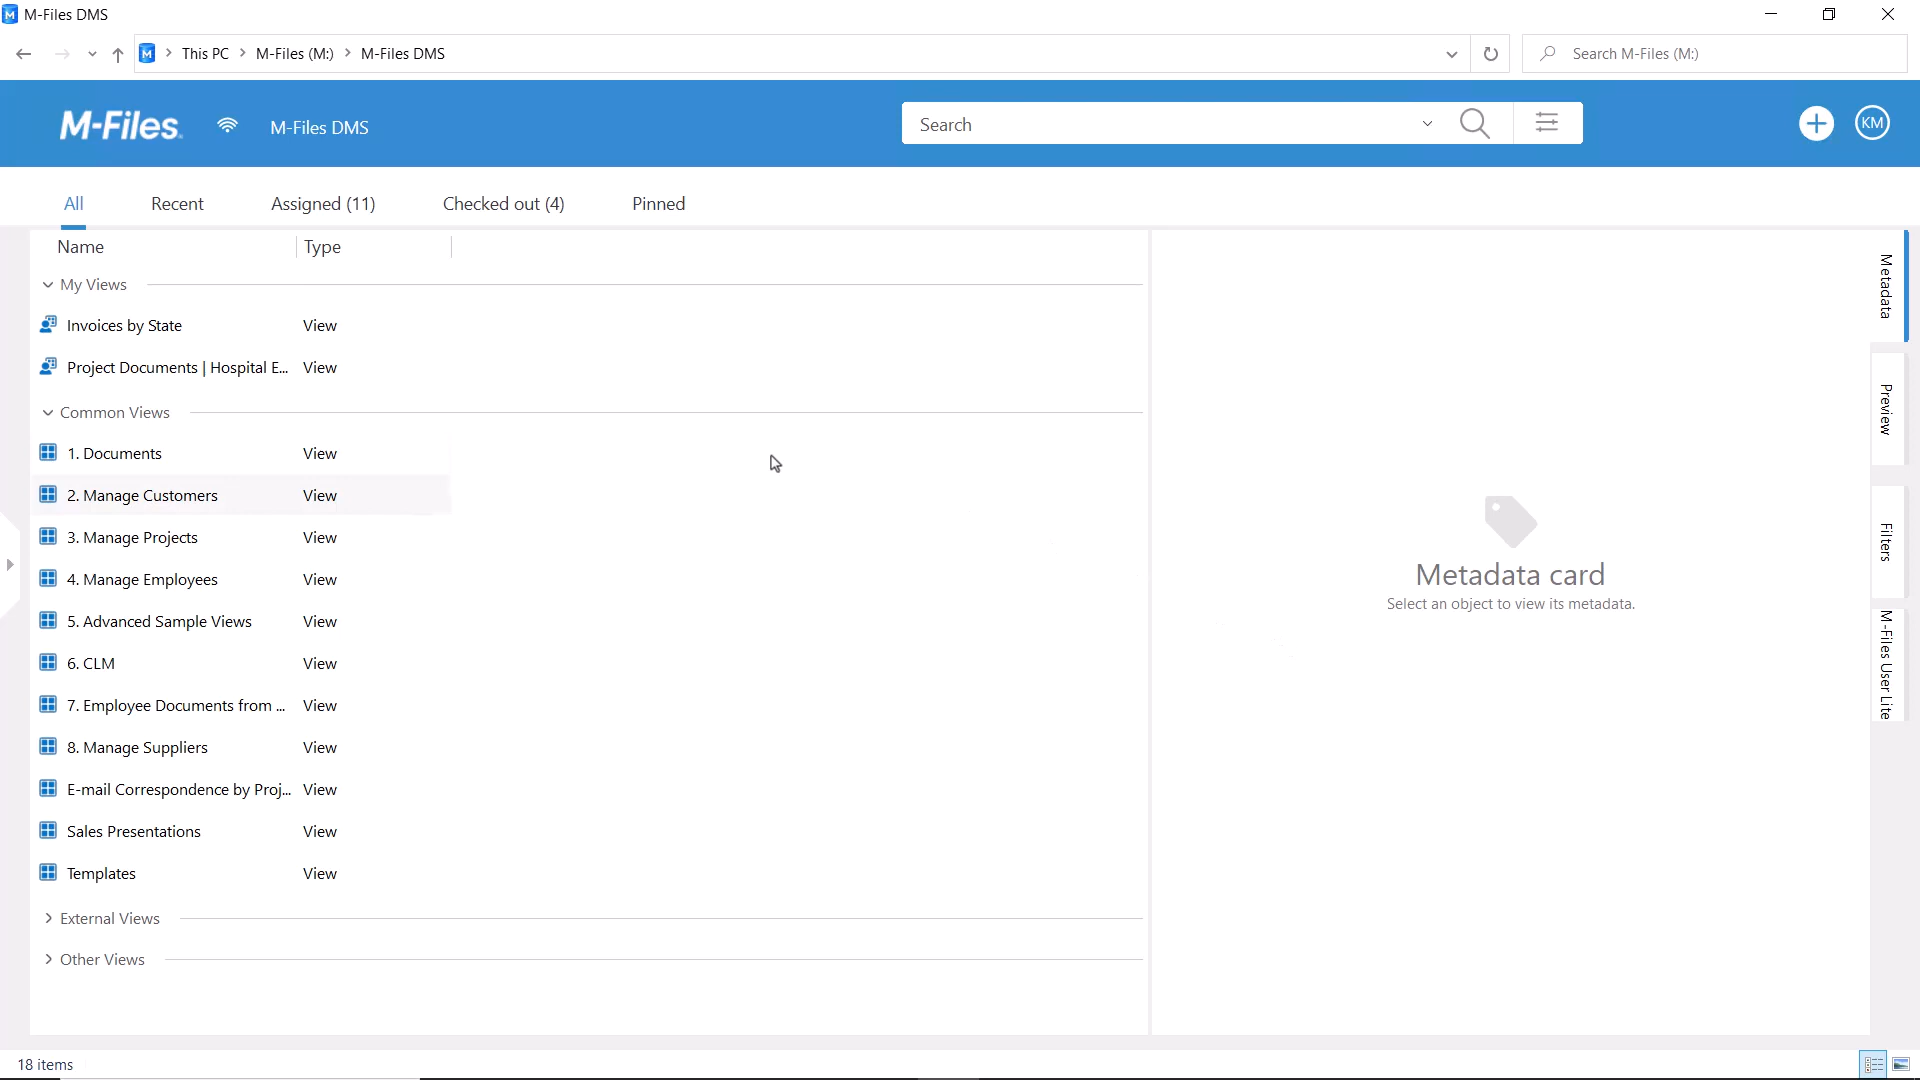 M-Files DMS
This PC > M-Files (M:) > M-Files DMS
Search M-Files (M:)
M-Files. M-Files DMS
Search
KM
All Recent Assigned (11) Checked out (4) Pinned
Name Type
My Views
Invoices by State View
Project Documents | Hospital E... View
Common Views
1. Documents View
2. Manage Customers View
3. Manage Projects View
4. Manage Employees View
5. Advanced Sample Views View
6. CLM View
7. Employee Documents from ... View
8. Manage Suppliers View
E-mail Correspondence by Proj... View
Sales Presentations View
Templates View
External Views
Other Views
Metadata card
Select an object to view its metadata.
Metadata
Preview
Filters
M-Files User Lite
18 items